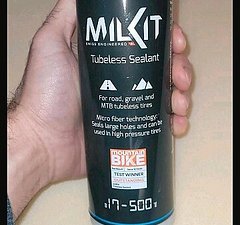 MILKIT
SWISS ENGINEERED
Tubeless Sealant
For road, gravel and
MTB tubeless tires
Micro fiber technology:
Seals large holes and can be
used in high pressure tires
mountain
BIKE
TEST WINNER